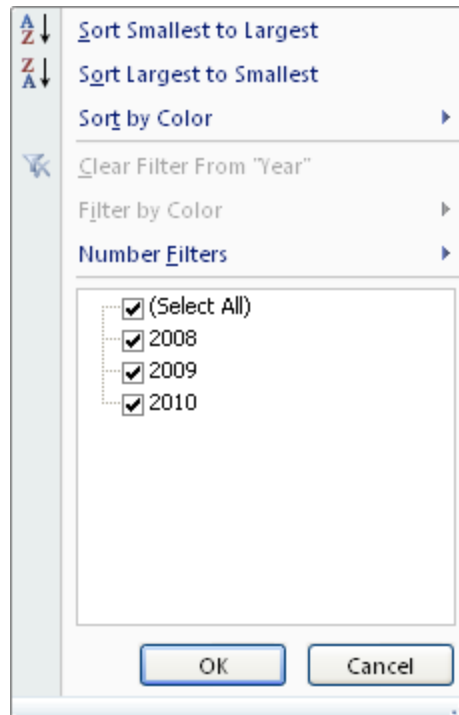 A
Z
Sort Smallest to Largest
Z
A
Sort Largest to Smallest
Sort by Color
Clear Filter From "Year"
Filter by Color
Number Filters
(Select All)
2008
2009
2010
OK Cancel